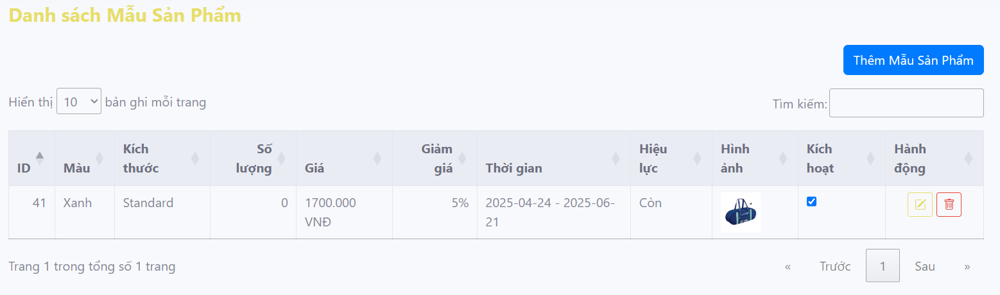 Danh sách Mẫu Sản Phẩm
Thêm Mẫu Sản Phẩm
Hiển thị 10 bản ghi mỗi trang
Tìm kiếm:
ID Màu Kích thước Số lượng Giá Giảm giá Thời gian Hiệu lực Hình ảnh Kích hoạt Hành động
41 Xanh Standard 0 1700.000 VNĐ 5% 2025-04-24 - 2025-06-21 Còn
Trang 1 trong tổng số 1 trang
« Trước 1 Sau »